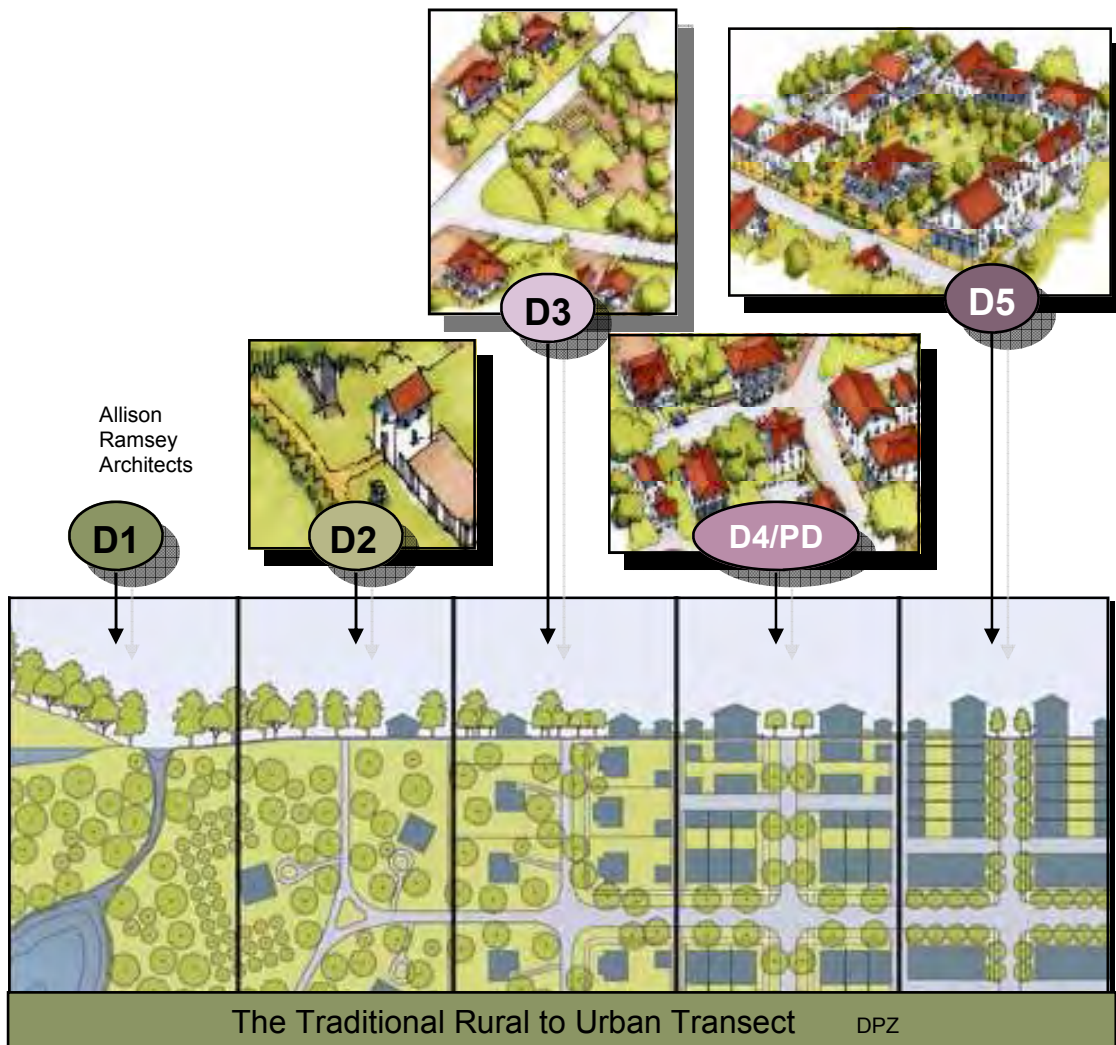 D3
D5
Allison
Ramsey
Architects
D1
D2
D4/PD
The Traditional Rural to Urban Transect DPZ